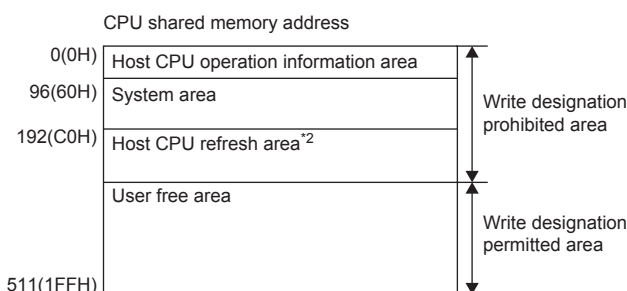 CPU shared memory address
0(0H) Host CPU operation information area
96(60H) System area
Write designation
prohibited area
192(C0H) Host CPU refresh area*2
User free area
Write designation
permitted area
511(1FFH)